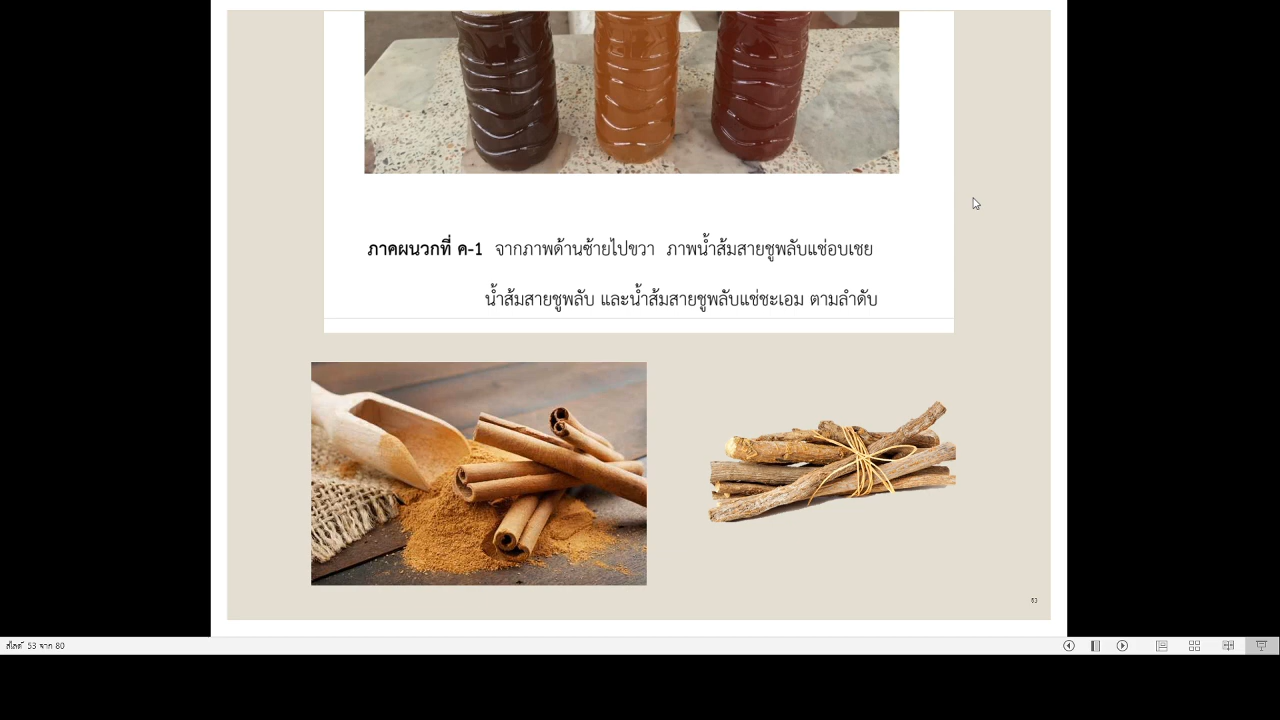 ภาคผนวกที่ ค-1 จากภาพด้านซ้ายไปขวา ภาพน้ำส้มสายชูพลับแช่อบเชย
น้ำส้มสายชูพลับ และน้ำส้มสายชูพลับแช่ชะเอม ตามลำดับ
53
สไลด์ 53 จาก 80